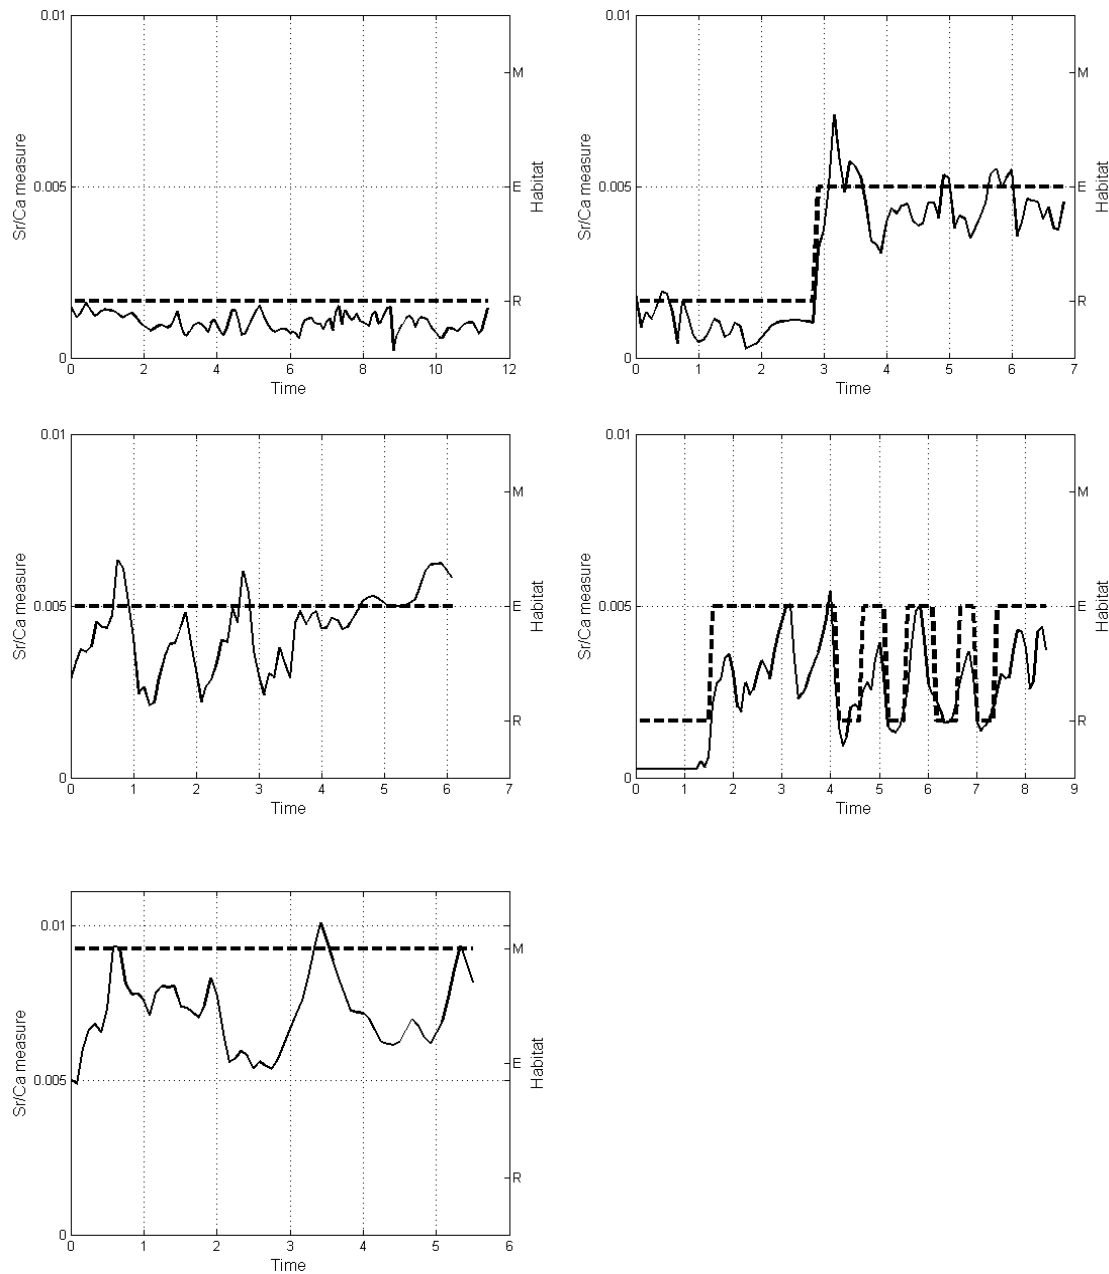 0.01
M
Sr/Ca measure
0.005
E
Habitat
R
0
0 2 4 6 8 10 12
Time
0.01
M
Sr/Ca measure
0.005
E
Habitat
R
0
0 1 2 3 4 5 6 7
Time
0.01
M
Sr/Ca measure
0.005
E
Habitat
R
0
0 1 2 3 4 5 6 7
Time
0.01
M
Sr/Ca measure
0.005
E
Habitat
R
0
0 1 2 3 4 5 6 7 8 9
Time
0.01
M
Sr/Ca measure
E
0.005
Habitat
R
0
0 1 2 3 4 5 6
Time